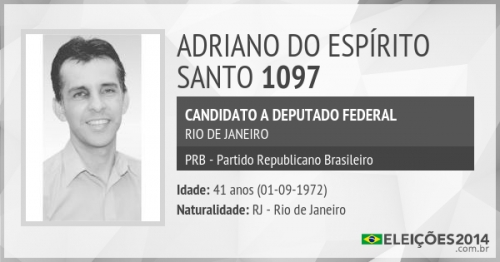 ADRIANO DO ESPÍRITO
SANTO 1097
CANDIDATO A DEPUTADO FEDERAL
RIO DE JANEIRO
PRB - Partido Republicano Brasileiro
Idade: 41 anos (01-09-1972)
Naturalidade: RJ - Rio de Janeiro
ELEIÇÕES2014
.com.br